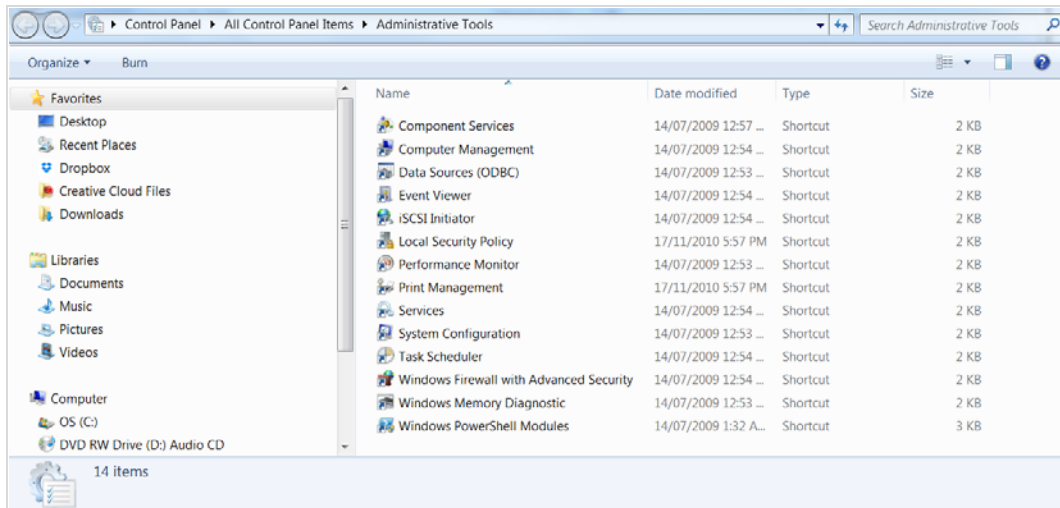 Control Panel ▸ All Control Panel Items ▸ Administrative Tools
Search Administrative Tools
Organize Burn
Favorites
Desktop
Recent Places
Dropbox
Creative Cloud Files
Downloads
Libraries
Documents
Music
Pictures
Videos
Computer
OS (C:)
DVD RW Drive (D:) Audio CD
Name Date modified Type Size
Component Services 14/07/2009 12:57 ... Shortcut 2 KB
Computer Management 14/07/2009 12:54 ... Shortcut 2 KB
Data Sources (ODBC) 14/07/2009 12:53 ... Shortcut 2 KB
Event Viewer 14/07/2009 12:54 ... Shortcut 2 KB
iSCSI Initiator 14/07/2009 12:54 ... Shortcut 2 KB
Local Security Policy 17/11/2010 5:57 PM Shortcut 2 KB
Performance Monitor 14/07/2009 12:53 ... Shortcut 2 KB
Print Management 17/11/2010 5:57 PM Shortcut 2 KB
Services 14/07/2009 12:54 ... Shortcut 2 KB
System Configuration 14/07/2009 12:53 ... Shortcut 2 KB
Task Scheduler 14/07/2009 12:54 ... Shortcut 2 KB
Windows Firewall with Advanced Security 14/07/2009 12:54 ... Shortcut 2 KB
Windows Memory Diagnostic 14/07/2009 12:53 ... Shortcut 2 KB
Windows PowerShell Modules 14/07/2009 1:32 A... Shortcut 3 KB
14 items